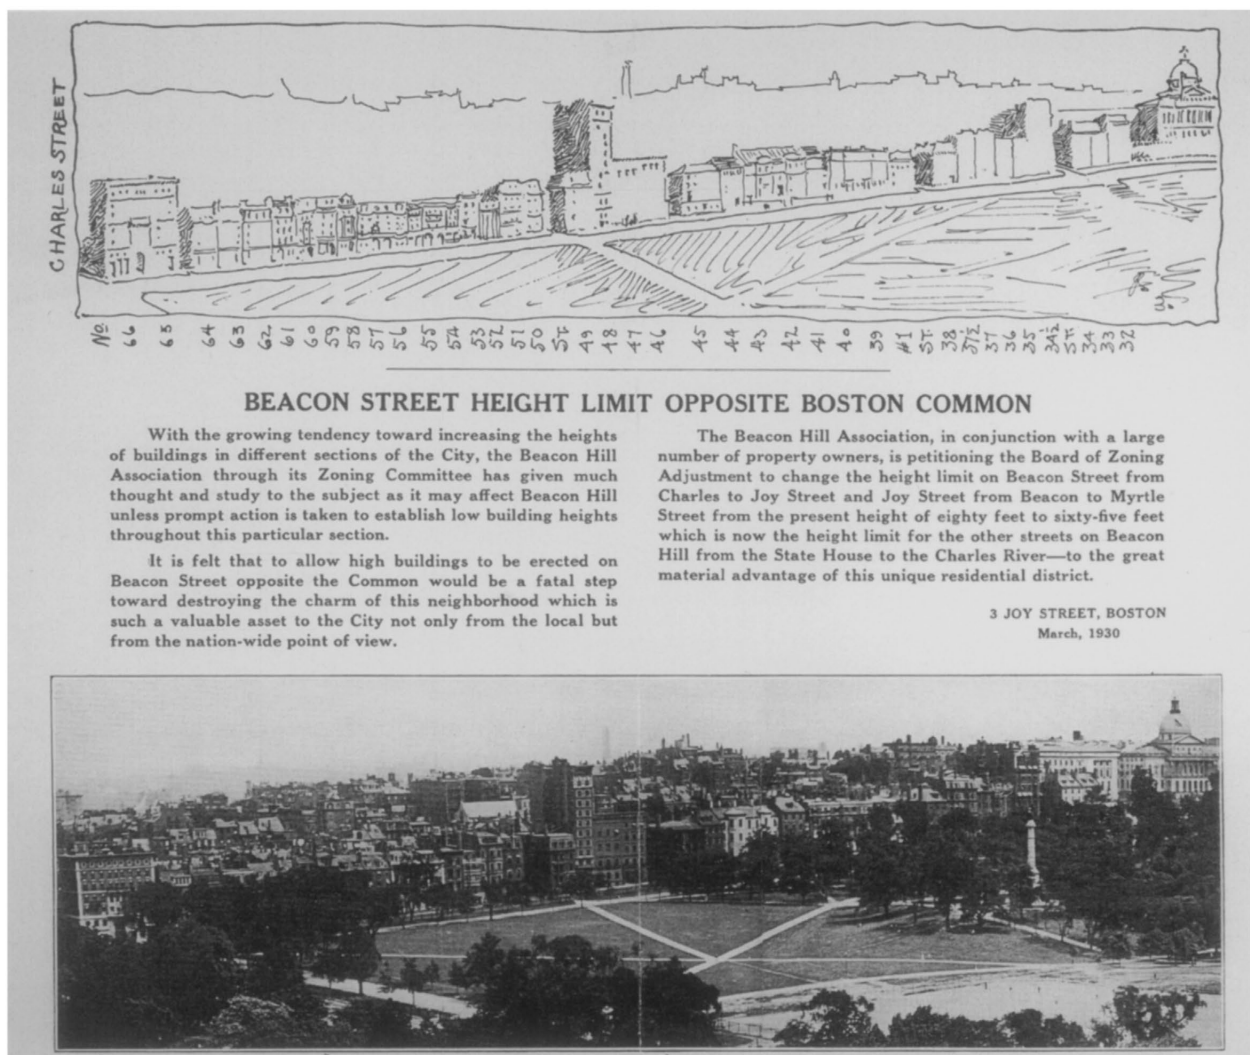 CHARLES STREET
No. 66 65 64 63 62 61 60 59 58 57 56 55 54 53 52 51 50 ST. 49 48 47 46 45 44 43 42 41 40 39 #1 ST. 38 37½ 37 36 35 34½ ST. 34 33 32
BEACON STREET HEIGHT LIMIT OPPOSITE BOSTON COMMON
With the growing tendency toward increasing the heights
of buildings in different sections of the City, the Beacon Hill
Association through its Zoning Committee has given much
thought and study to the subject as it may affect Beacon Hill
unless prompt action is taken to establish low building heights
throughout this particular section.
It is felt that to allow high buildings to be erected on
Beacon Street opposite the Common would be a fatal step
toward destroying the charm of this neighborhood which is
such a valuable asset to the City not only from the local but
from the nation-wide point of view.
The Beacon Hill Association, in conjunction with a large
number of property owners, is petitioning the Board of Zoning
Adjustment to change the height limit on Beacon Street from
Charles to Joy Street and Joy Street from Beacon to Myrtle
Street from the present height of eighty feet to sixty-five feet
which is now the height limit for the other streets on Beacon
Hill from the State House to the Charles River—to the great
material advantage of this unique residential district.
3 JOY STREET, BOSTON
March, 1930